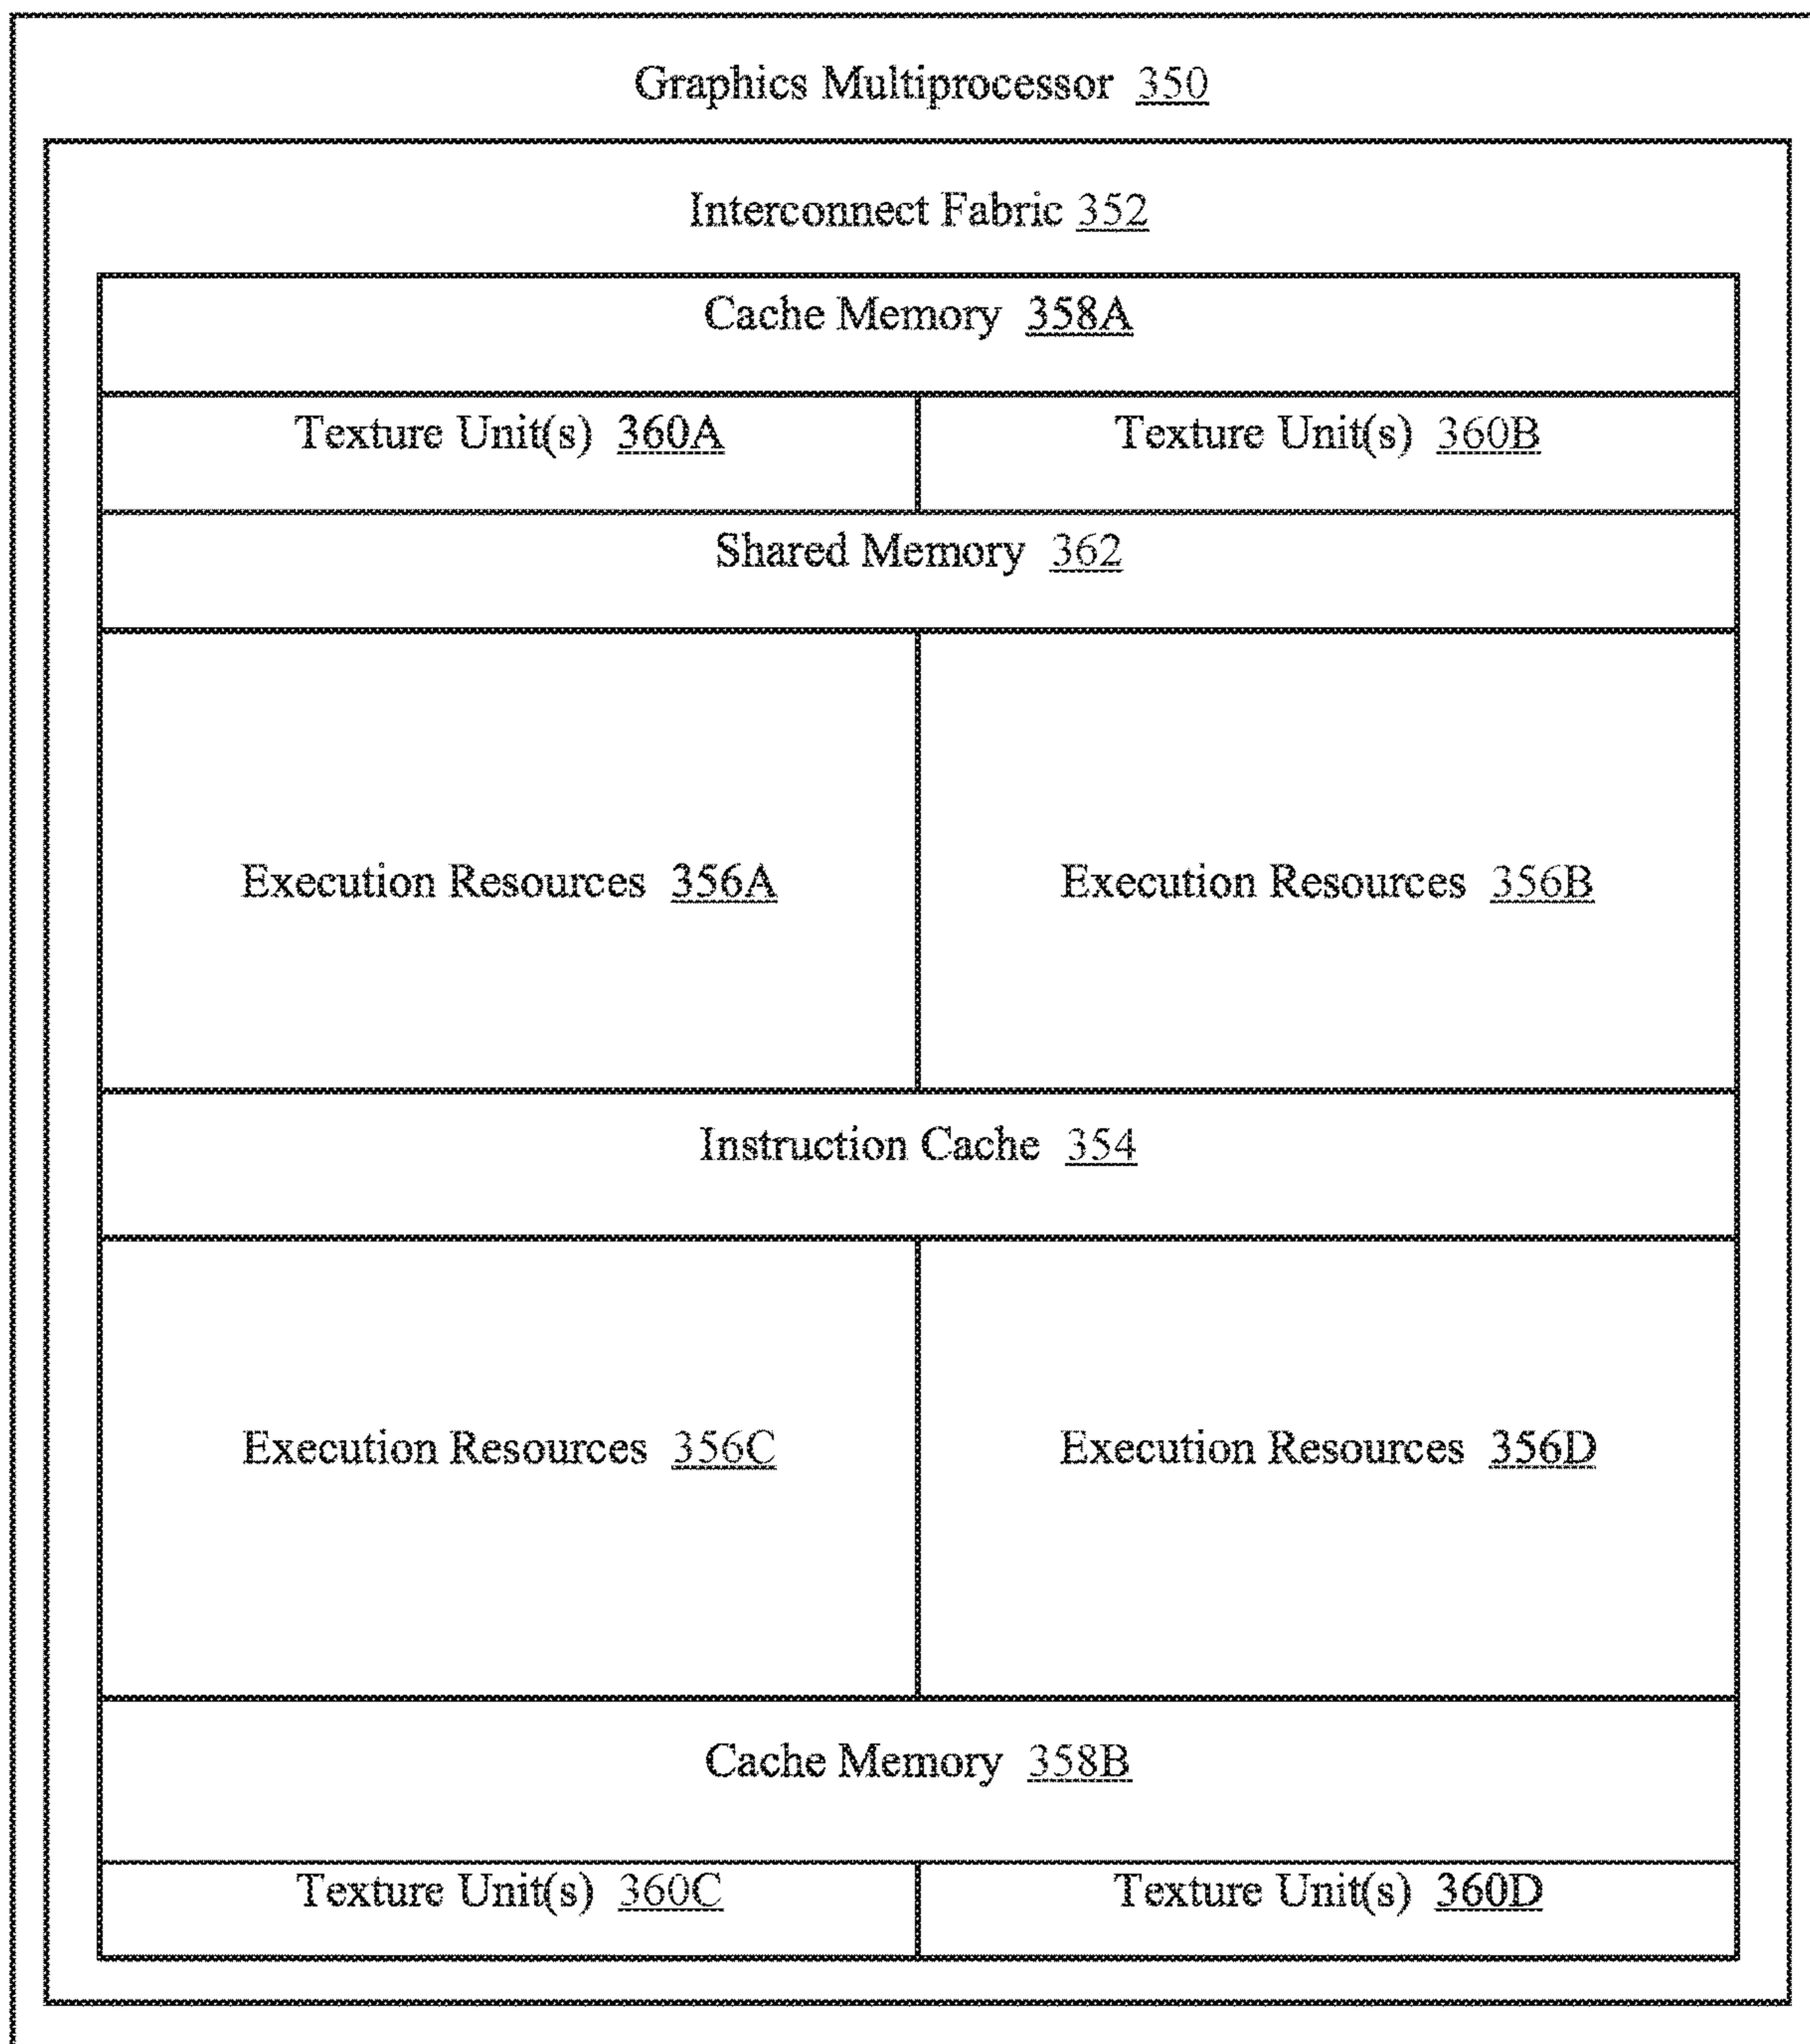 Graphics Multiprocessor 350
Interconnect Fabric 352
Cache Memory 358A
Texture Unit(s) 360A Texture Unit(s) 360B
Shared Memory 362
Execution Resources 356A Execution Resources 356B
Instruction Cache 354
Execution Resources 356C Execution Resources 356D
Cache Memory 358B
Texture Unit(s) 360C Texture Unit(s) 360D